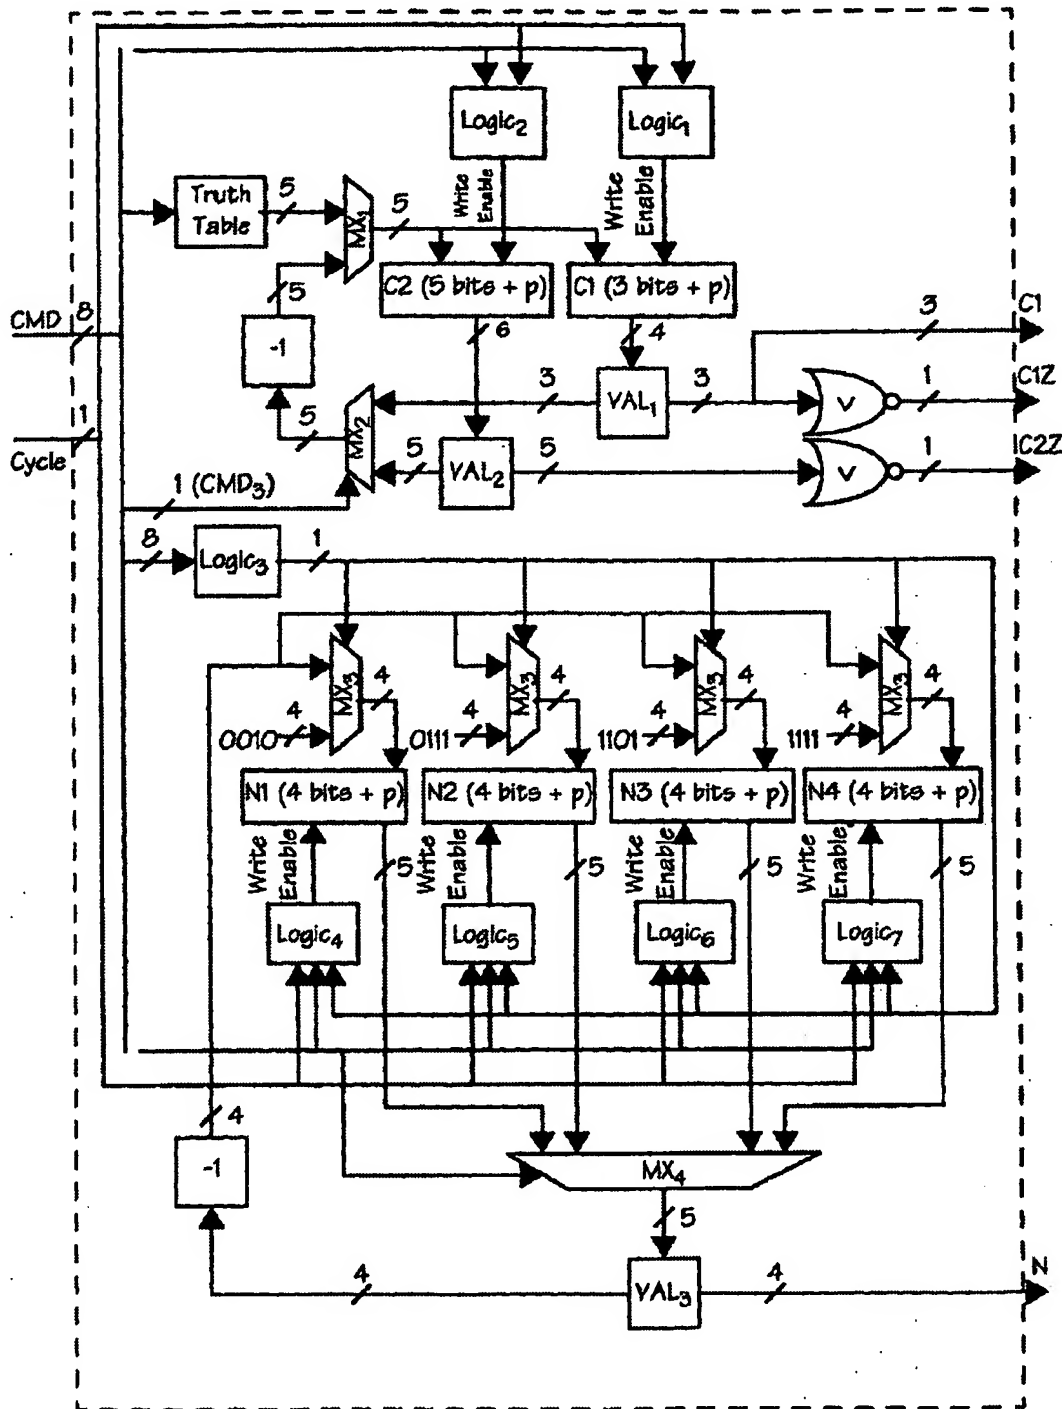 Logic₂
Logic₁
Write
Enable
Write
Enable
Truth
Table
5
MX₁
5
C2 (5 bits + p)
C1 (3 bits + p)
5
CMD
8
-1
6
4
3
C1
C1Z
1
3
VAL₁
3
V
1
Cycle
5
MX₂
5
VAL₂
5
V
1
C2Z
1 (CMD₃)
8
Logic₃
1
MX₃
4
MX₃
4
MX₃
4
MX₃
4
0010
4
0111
4
1101
4
1111
4
N1 (4 bits + p)
N2 (4 bits + p)
N3 (4 bits + p)
N4 (4 bits + p)
Write
Enable
5
Write
Enable
5
Write
Enable
5
Write
Enable
5
Logic₄
Logic₅
Logic₆
Logic₇
4
-1
MX₄
5
4
VAL₃
4
N